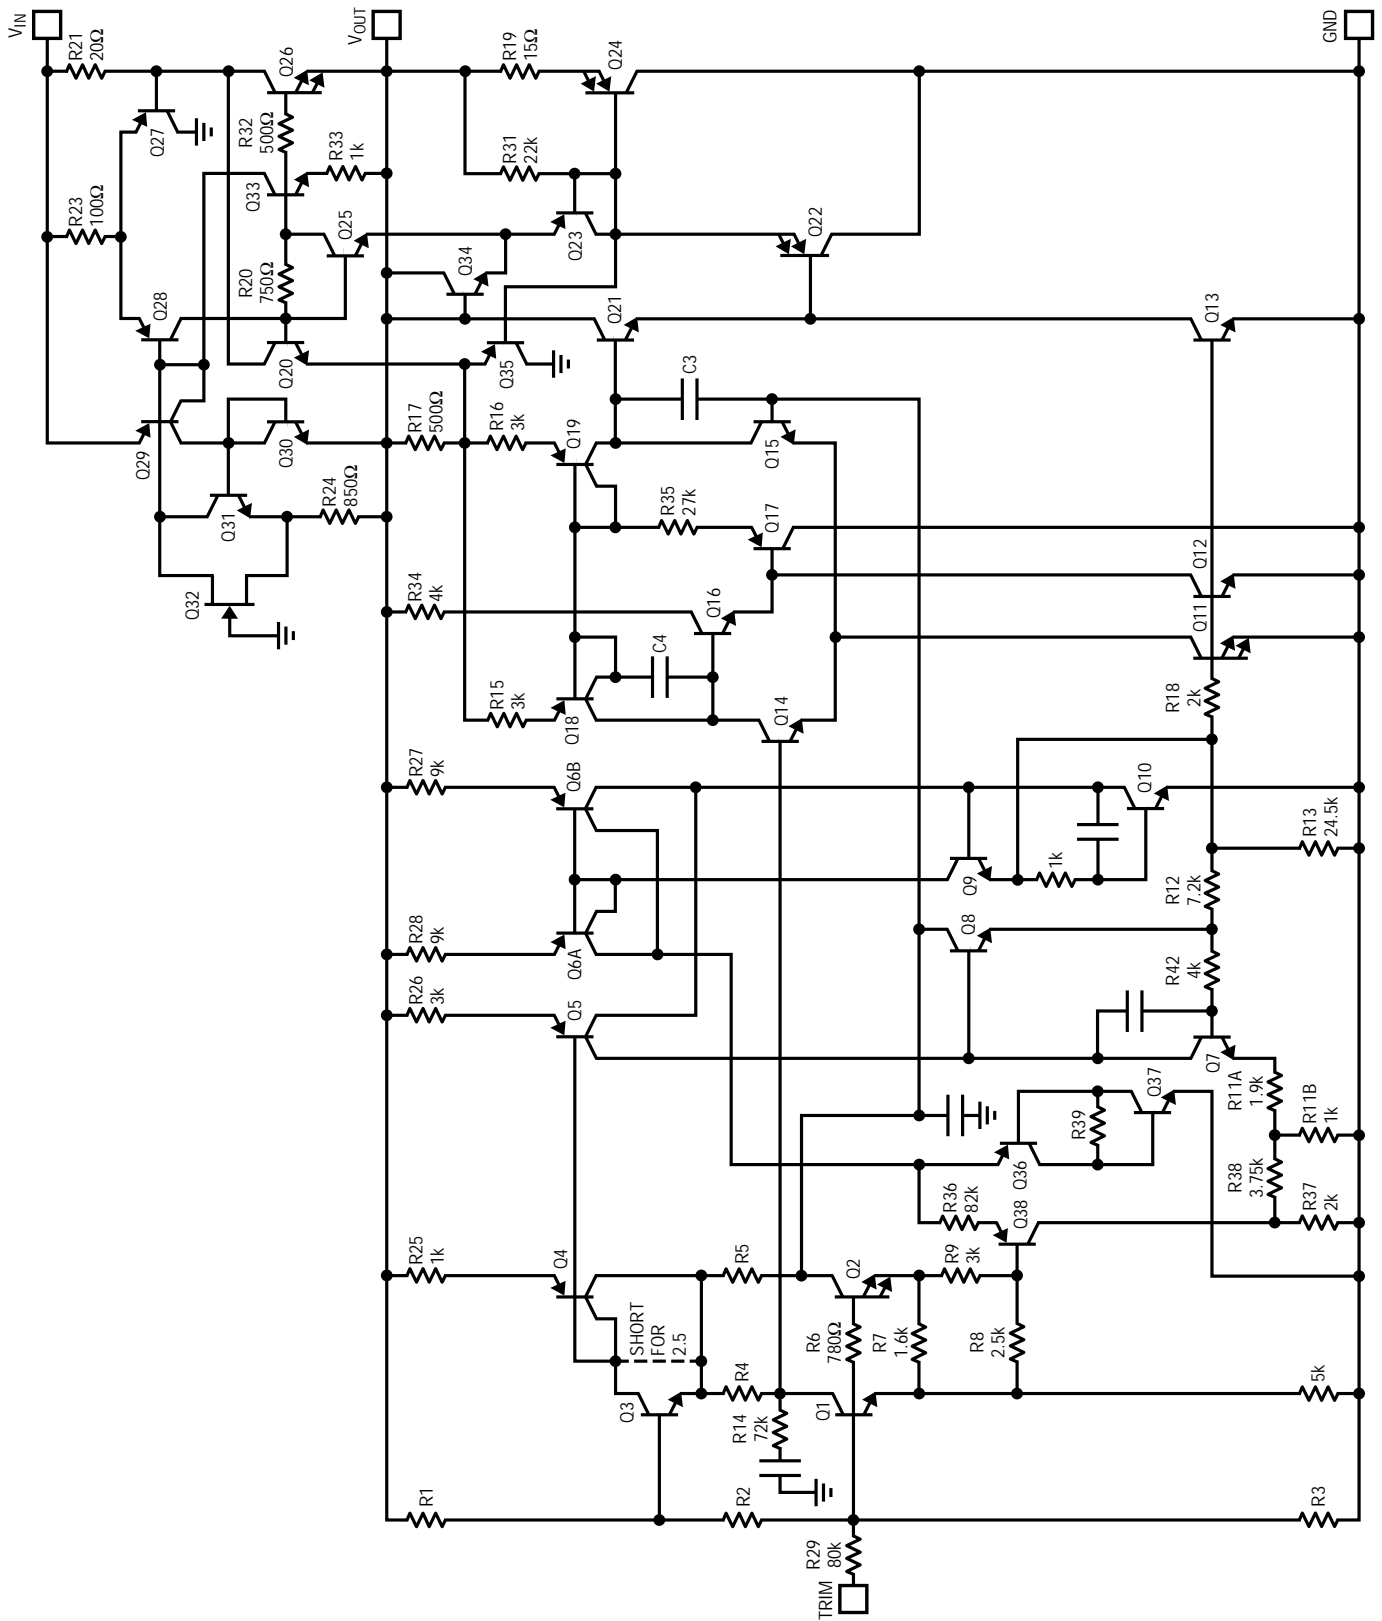 VIN
R21
20Ω
Q26
VOUT
R19
15Ω
Q24
GND
Q27
R32
500Ω
R33
1k
R31
22k
R23
100Ω
Q33
Q25
Q23
Q22
Q28
R20
750Ω
Q34
Q21
Q13
Q20
Q35
C3
Q29
Q30
R17
500Ω
R16
3k
Q19
Q15
Q31
R24
850Ω
R35
27k
Q17
Q32
R34
4k
Q16
Q12
Q11
C4
R15
3k
Q18
Q14
R18
2k
R27
9k
Q6B
Q10
R13
24.5k
Q9
1k
R12
7.2k
R28
9k
Q6A
Q8
R26
3k
Q5
R42
4k
Q7
R11A
1.9k
Q37
R11B
1k
R39
Q36
R38
3.75k
R36
82k
Q38
R37
2k
R25
1k
Q4
R5
Q2
R9
3k
SHORT
FOR
2.5
R6
780Ω
R7
1.6k
R8
2.5k
Q3
R4
Q1
5k
R14
72k
R1
R2
R3
R29
80k
TRIM